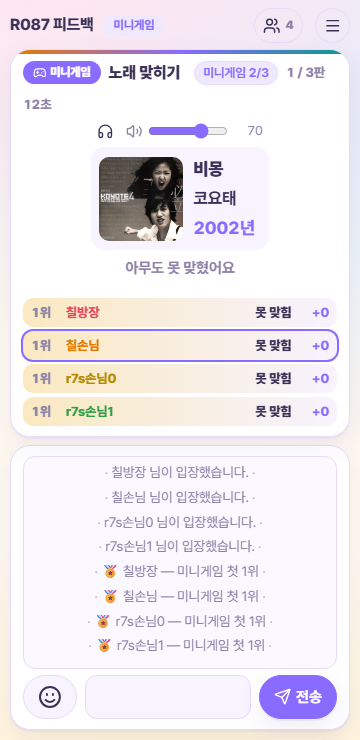 R087 피드백 미니게임 4
미니게임 노래 맞히기 미니게임 2/3 1 / 3판
12초
70
KOYOTE4
비몽
코요태
2002년
아무도 못 맞혔어요
1위 칠방장 못 맞힘 +0
1위 칠손님 못 맞힘 +0
1위 r7s손님0 못 맞힘 +0
1위 r7s손님1 못 맞힘 +0
· 칠방장 님이 입장했습니다. ·
· 칠손님 님이 입장했습니다. ·
· r7s손님0 님이 입장했습니다. ·
· r7s손님1 님이 입장했습니다. ·
· 🏅 칠방장 — 미니게임 첫 1위 ·
· 🏅 칠손님 — 미니게임 첫 1위 ·
· 🏅 r7s손님0 — 미니게임 첫 1위 ·
· 🏅 r7s손님1 — 미니게임 첫 1위 ·
전송